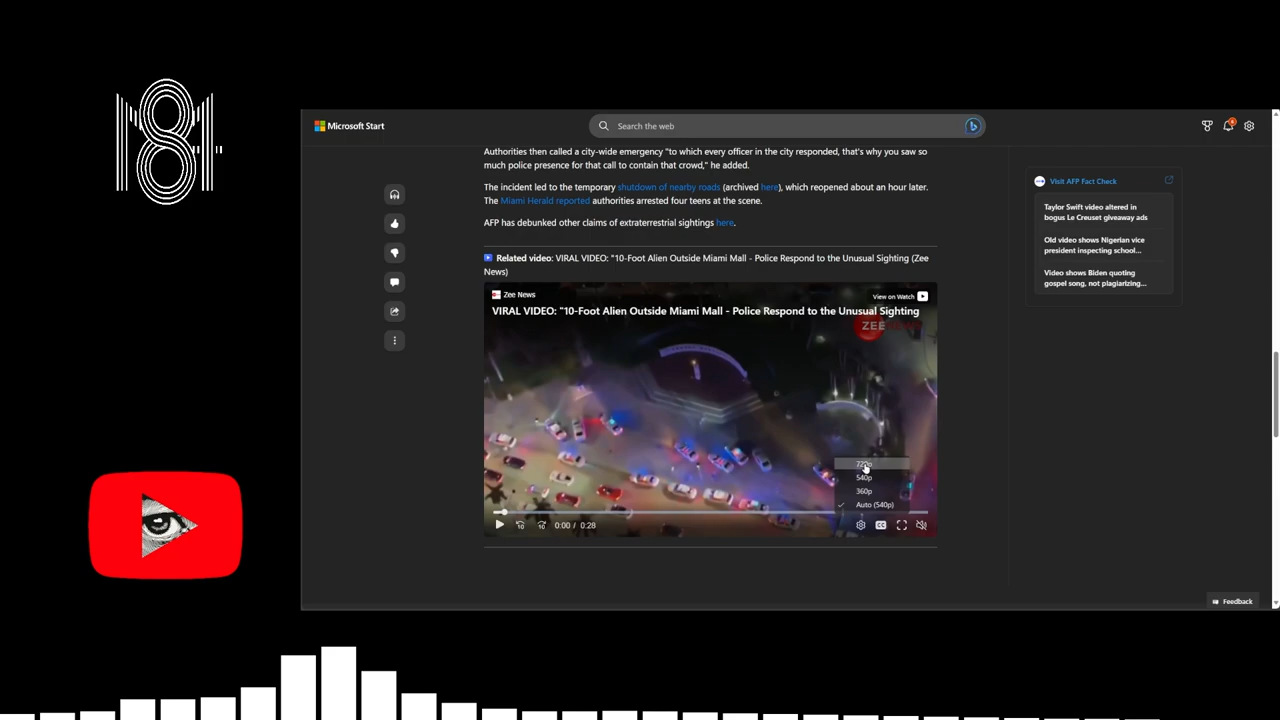 Microsoft Start
Search the web
6
Authorities then called a city-wide emergency "to which every officer in the city responded, that's why you saw so
much police presence for that call to contain that crowd," he added.
The incident led to the temporary shutdown of nearby roads (archived here), which reopened about an hour later.
The Miami Herald reported authorities arrested four teens at the scene.
AFP has debunked other claims of extraterrestrial sightings here.
Related video: VIRAL VIDEO: "10-Foot Alien Outside Miami Mall - Police Respond to the Unusual Sighting (Zee
News)
Zee News
View on Watch
VIRAL VIDEO: "10-Foot Alien Outside Miami Mall - Police Respond to the Unusual Sighting
ZEE
720p
540p
360p
Auto (540p)
10
10
0:00 / 0:28
CC
Visit AFP Fact Check
Taylor Swift video altered in
bogus Le Creuset giveaway ads
Old video shows Nigerian vice
president inspecting school...
Video shows Biden quoting
gospel song, not plagiarizing...
Feedback